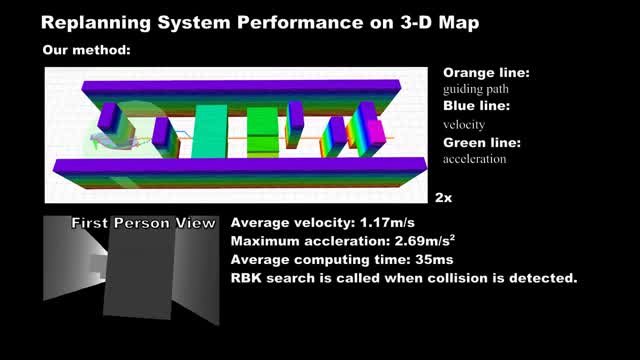 Replanning System Performance on 3-D Map
Our method:
Orange line:
guiding path
Blue line:
velocity
Green line:
acceleration
2x
First Person View
Average velocity: 1.17m/s
Maximum accleration: 2.69m/s²
Average computing time: 35ms
RBK search is called when collision is detected.